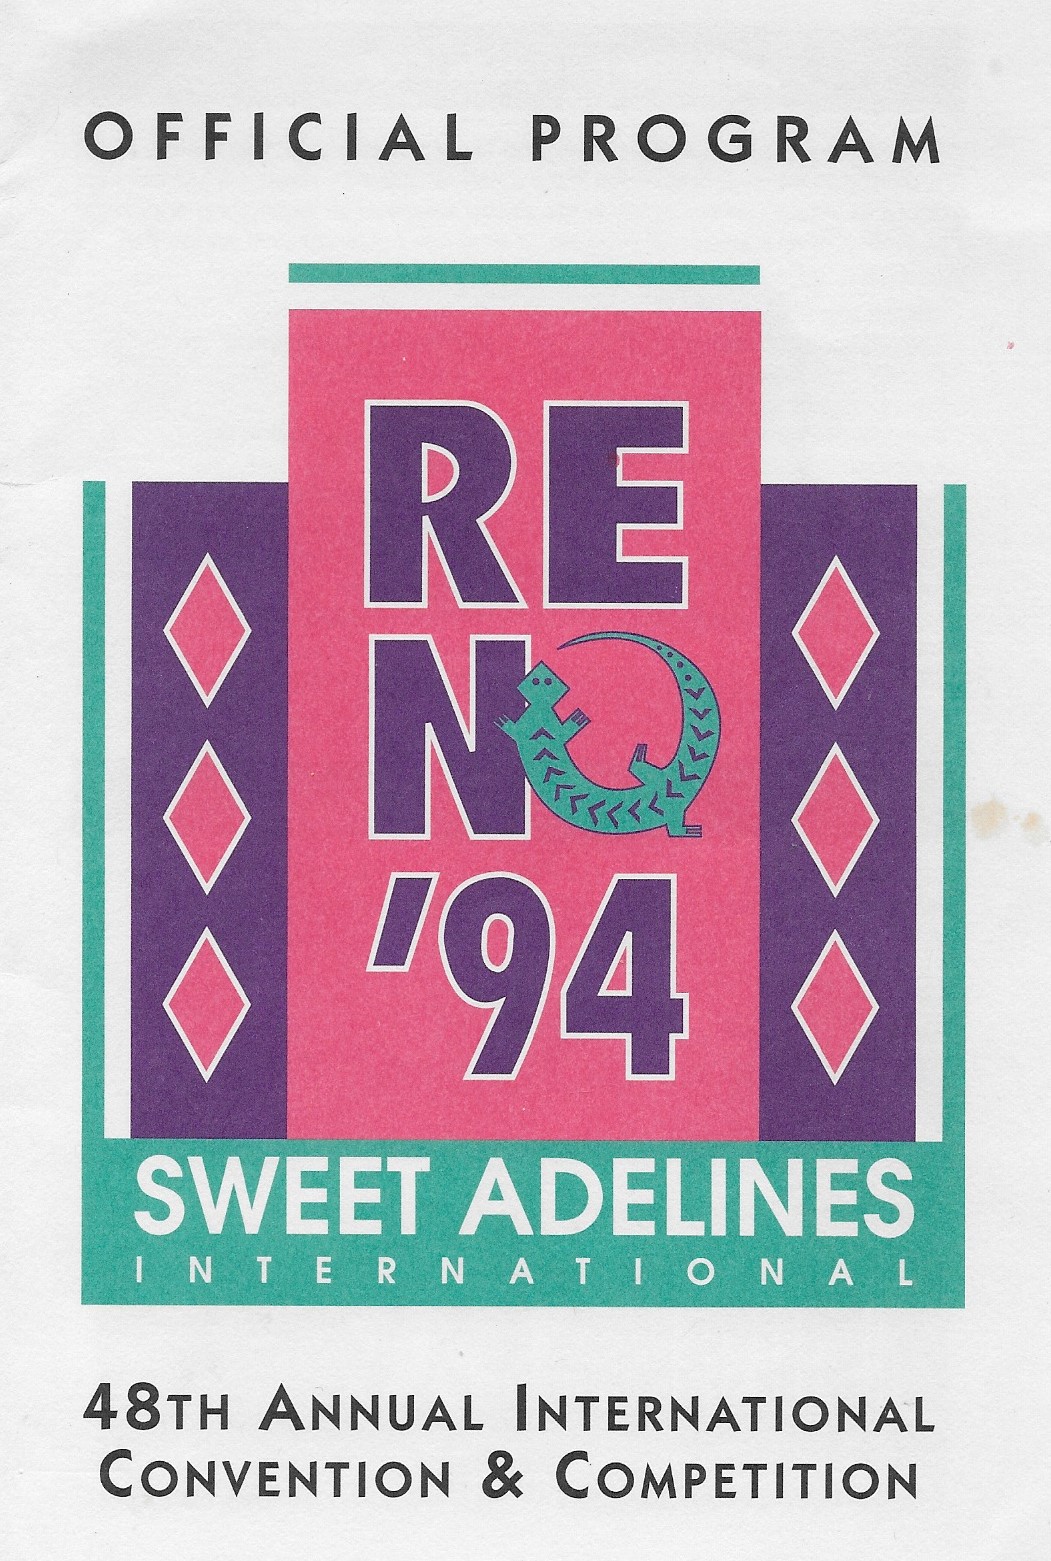 OFFICIAL PROGRAM
RE
NO
'94
SWEET ADELINES
INTERNATIONAL
48TH ANNUAL INTERNATIONAL
CONVENTION & COMPETITION